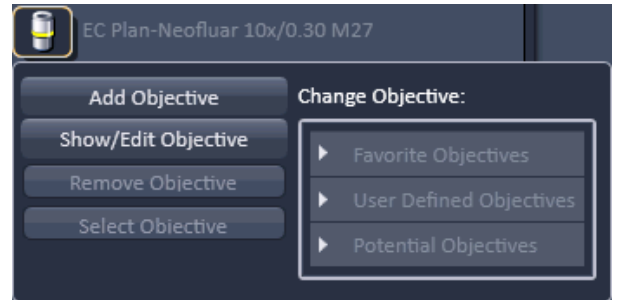 EC Plan-Neofluar 10x/0.30 M27
Add Objective
Show/Edit Objective
Remove Objective
Select Objective
Change Objective:
Favorite Objectives
User Defined Objectives
Potential Objectives